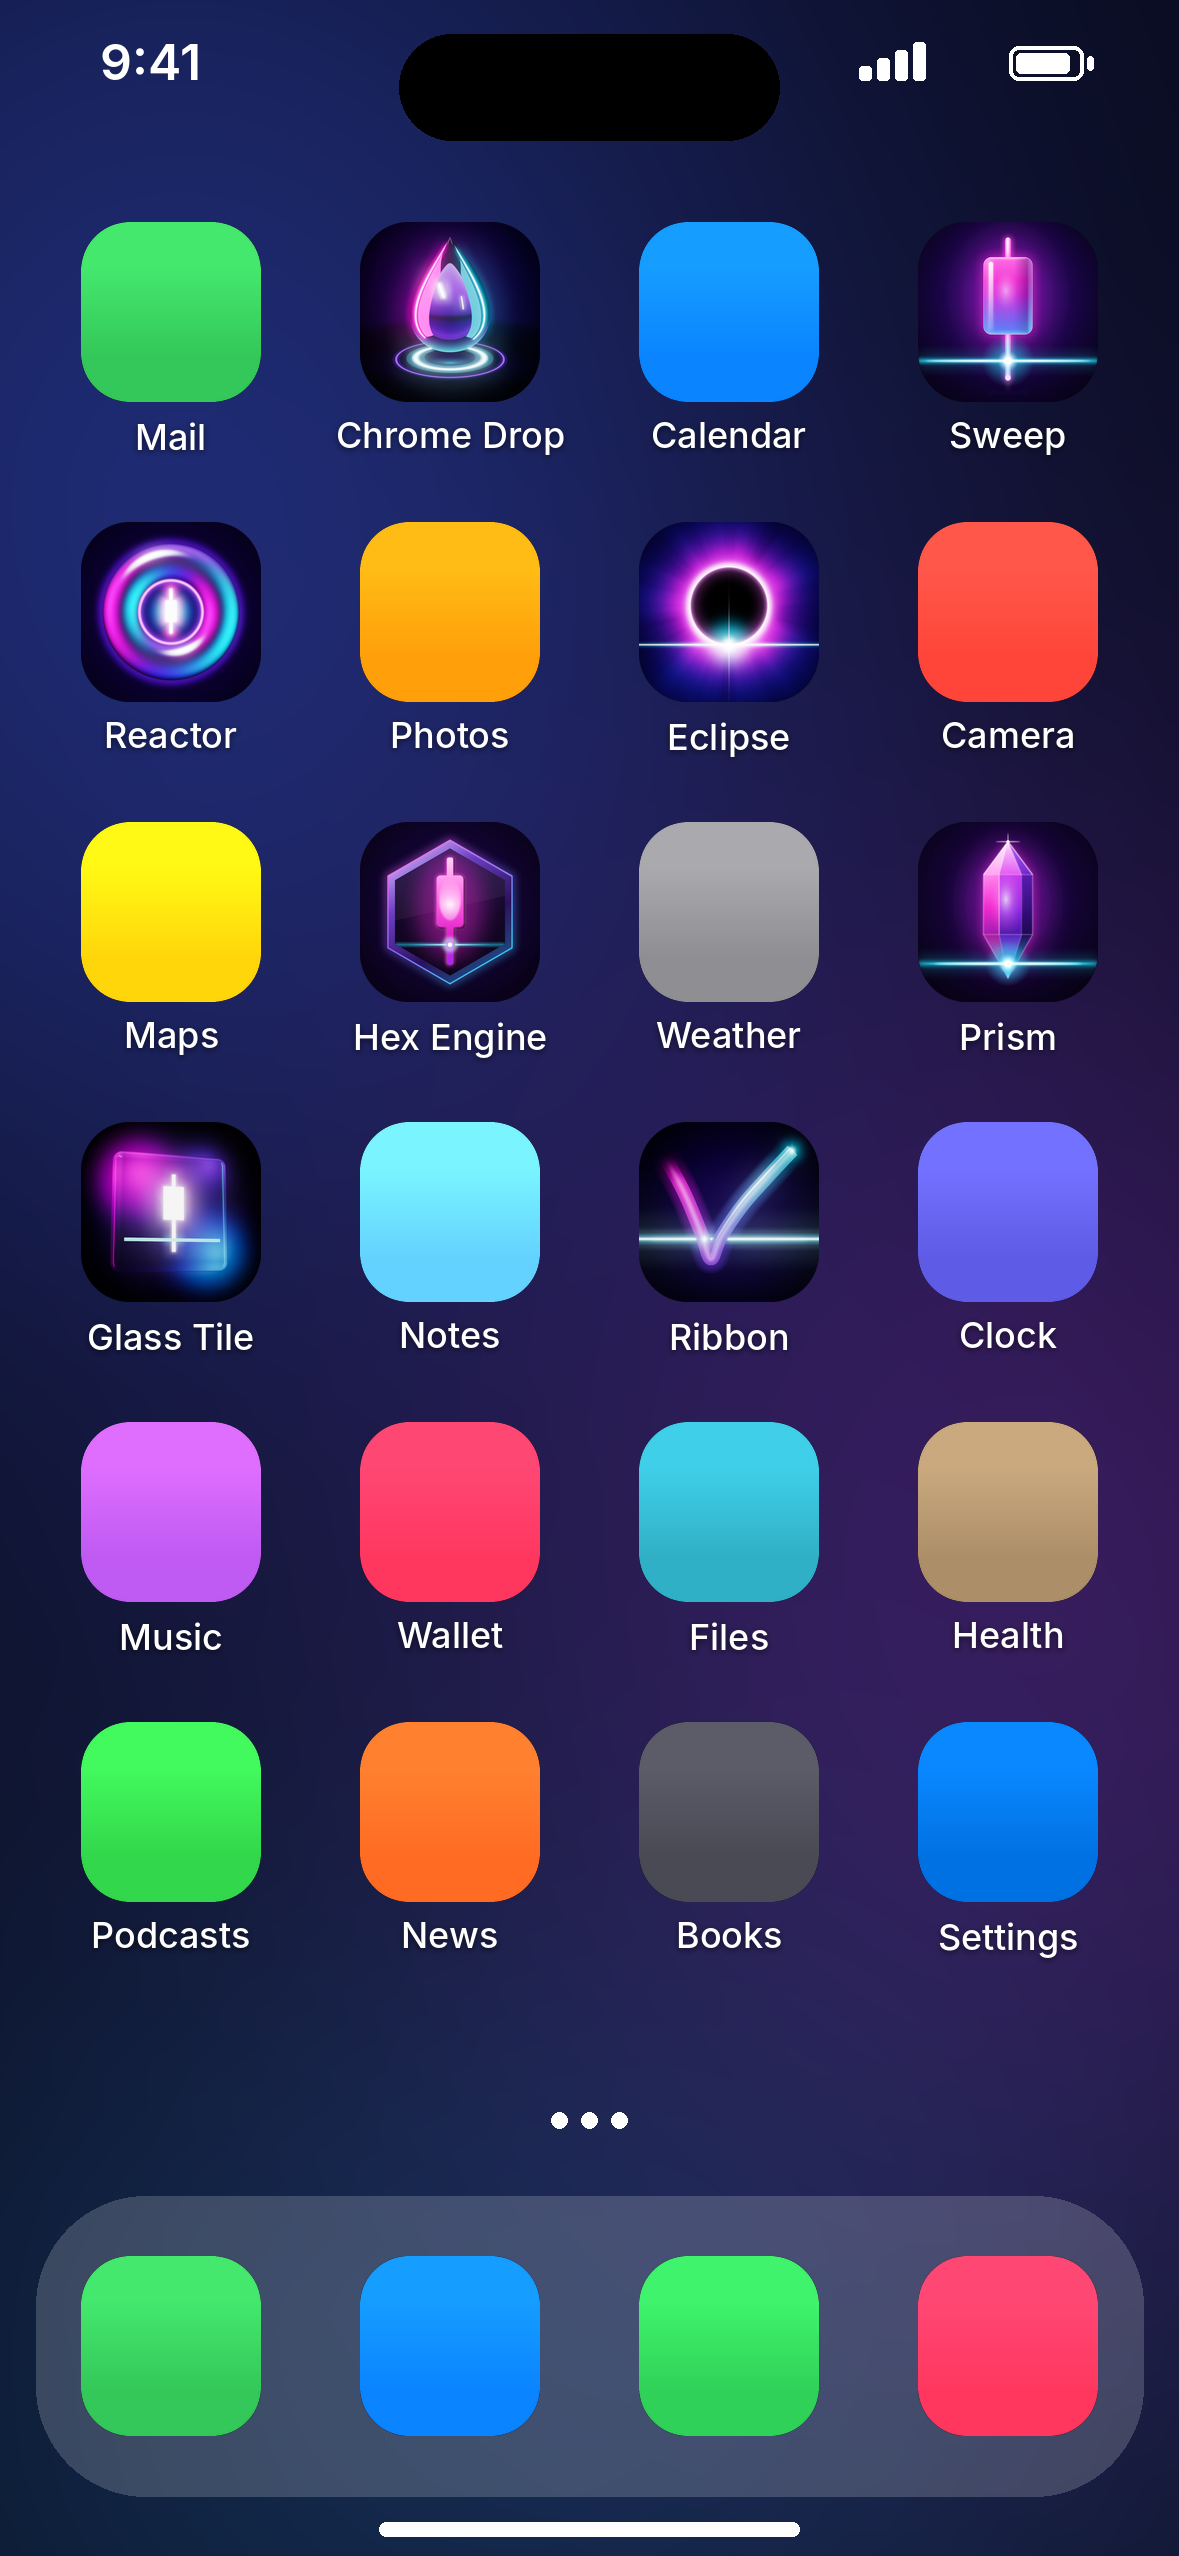 9:41
Mail
Chrome Drop
Calendar
Sweep
Reactor
Photos
Eclipse
Camera
Maps
Hex Engine
Weather
Prism
Glass Tile
Notes
Ribbon
Clock
Music
Wallet
Files
Health
Podcasts
News
Books
Settings